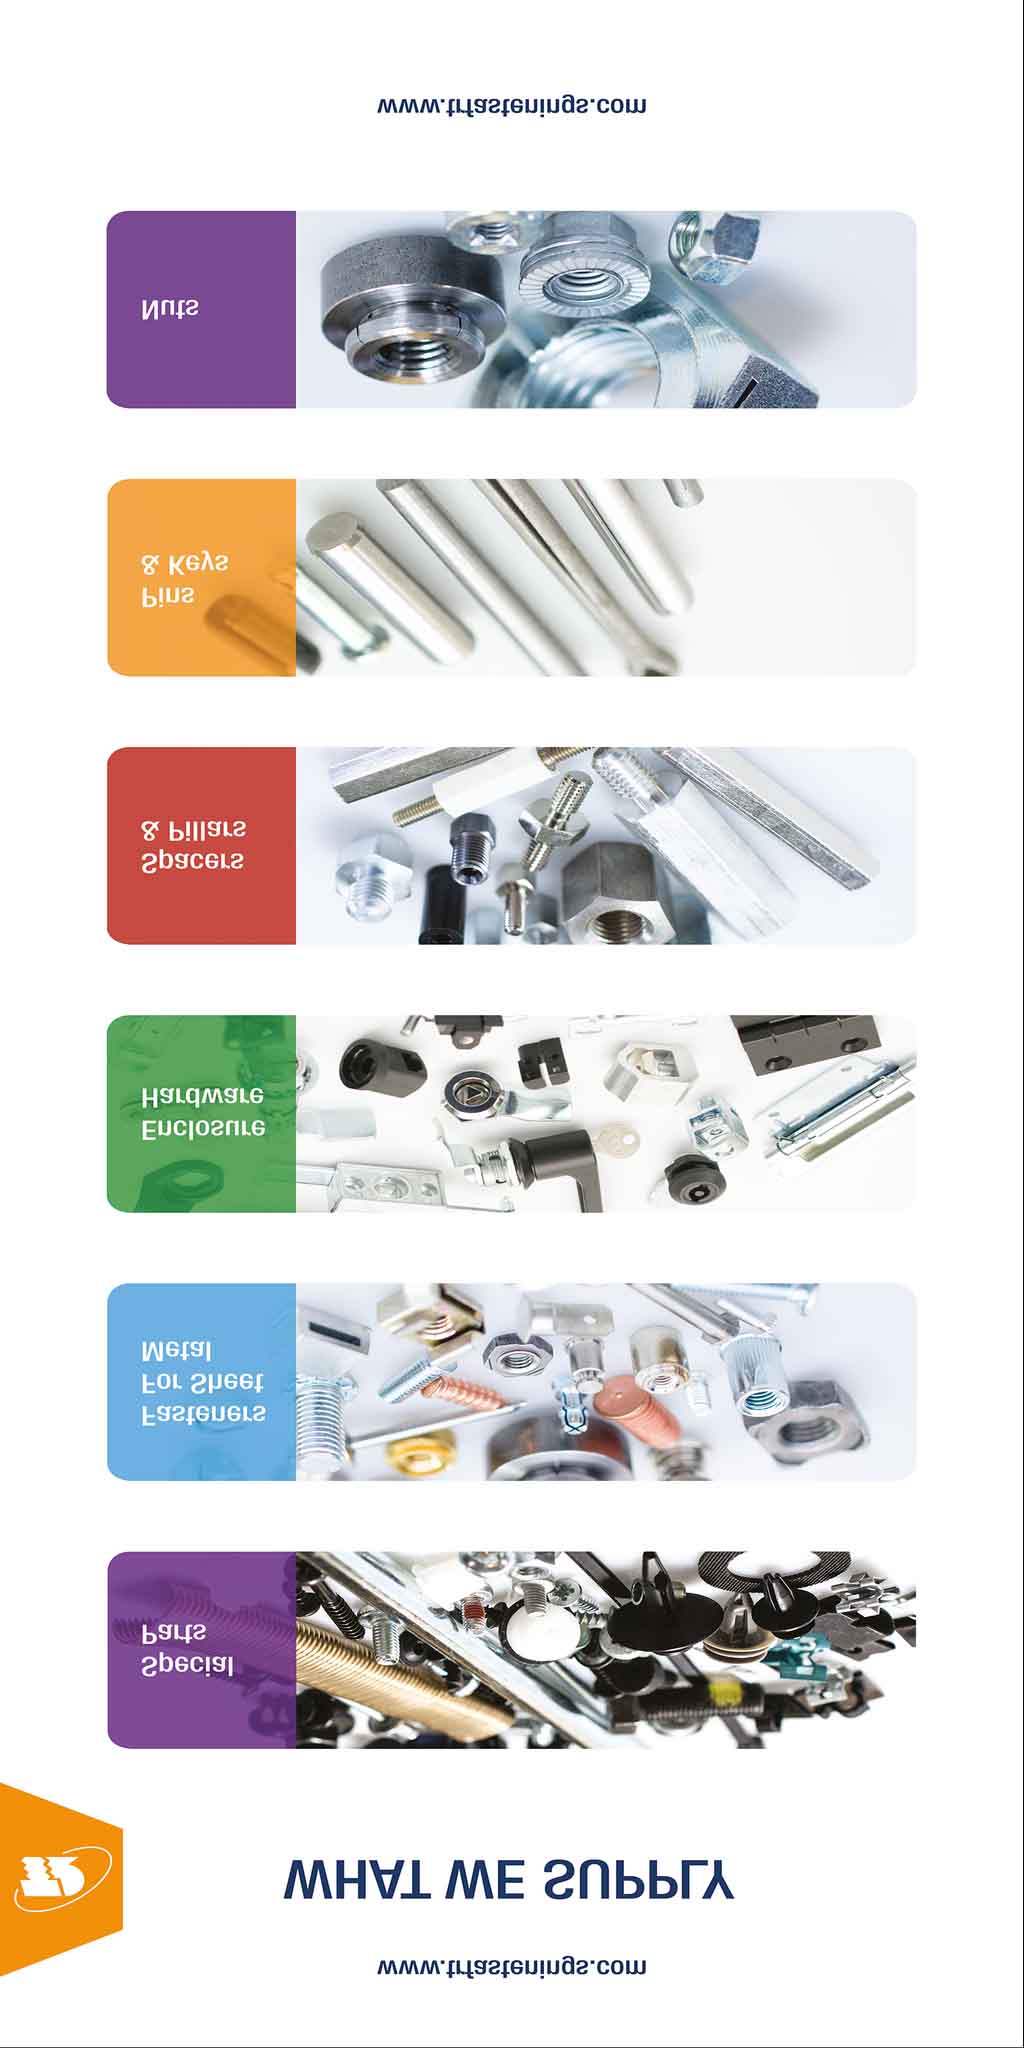 www.trfastenings.com
WHAT WE SUPPLY
Special
Parts
Fasteners
For Sheet
Metal
Enclosure
Hardware
Spacers
& Pillars
Pins
& Keys
Nuts
www.trfastenings.com